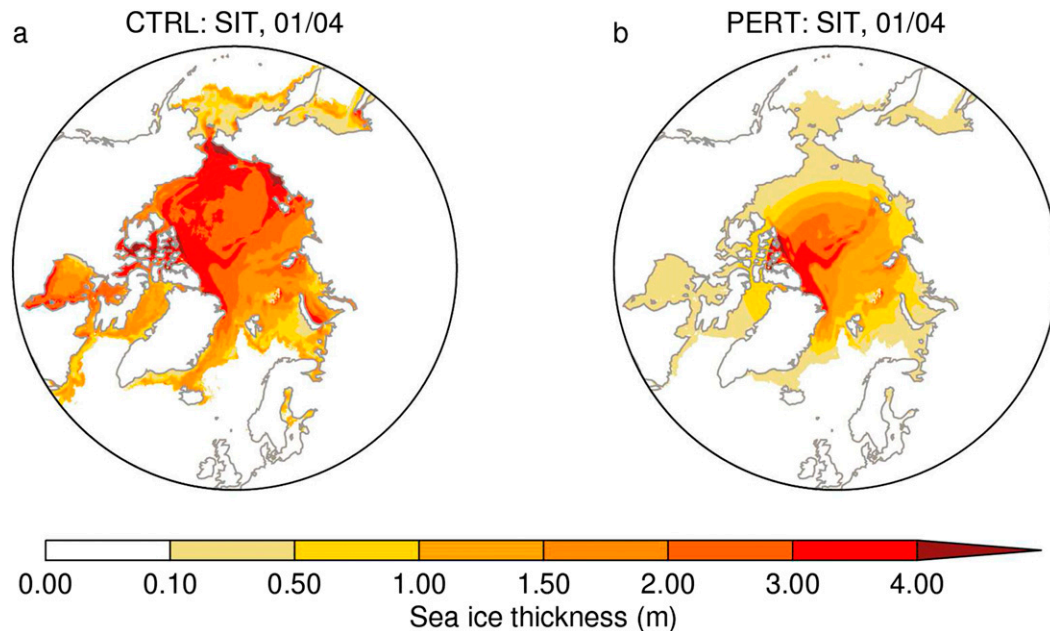 a
CTRL: SIT, 01/04
b
PERT: SIT, 01/04
0.00 0.10 0.50 1.00 1.50 2.00 3.00 4.00
Sea ice thickness (m)